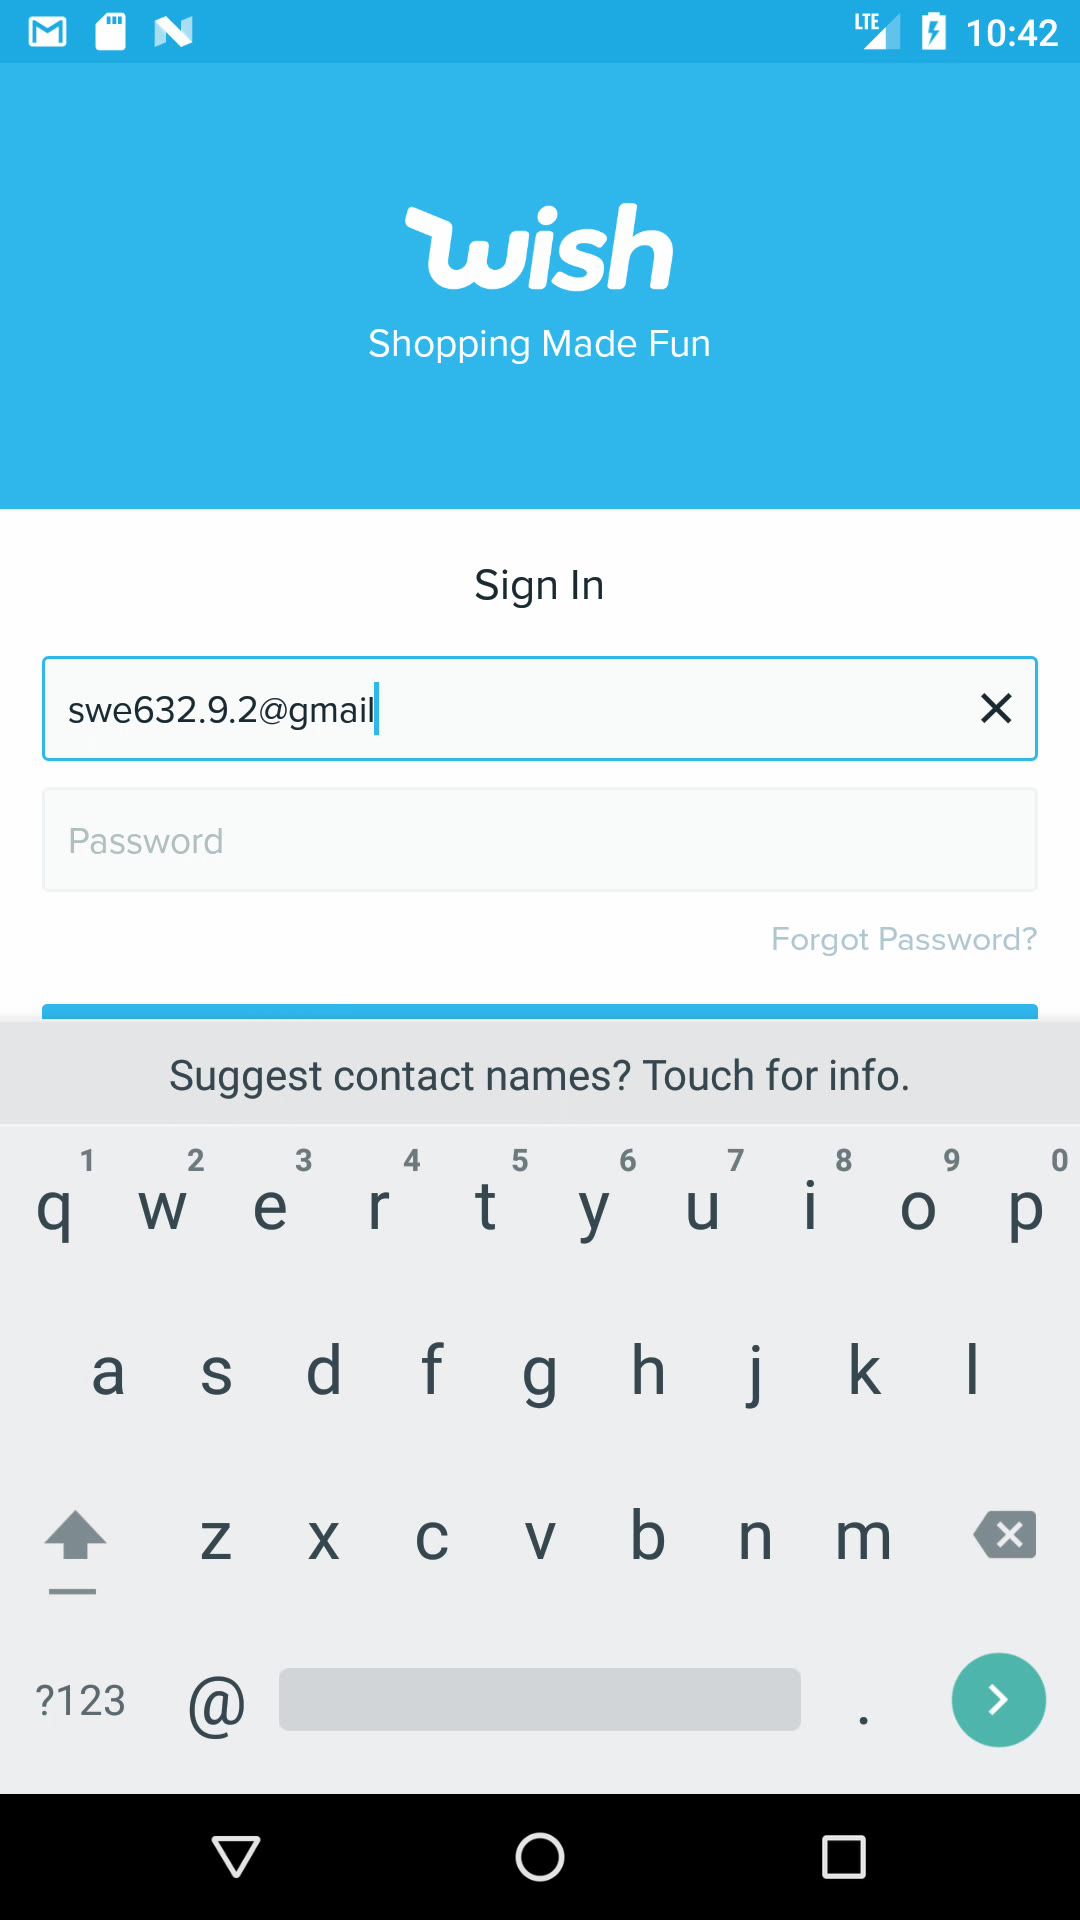 LTE 10:42
wish
Shopping Made Fun
Sign In
swe632.9.2@gmail
Password
Forgot Password?
Suggest contact names? Touch for info.
1 2 3 4 5 6 7 8 9 0
q w e r t y u i o p
a s d f g h j k l
z x c v b n m
?123 @ .